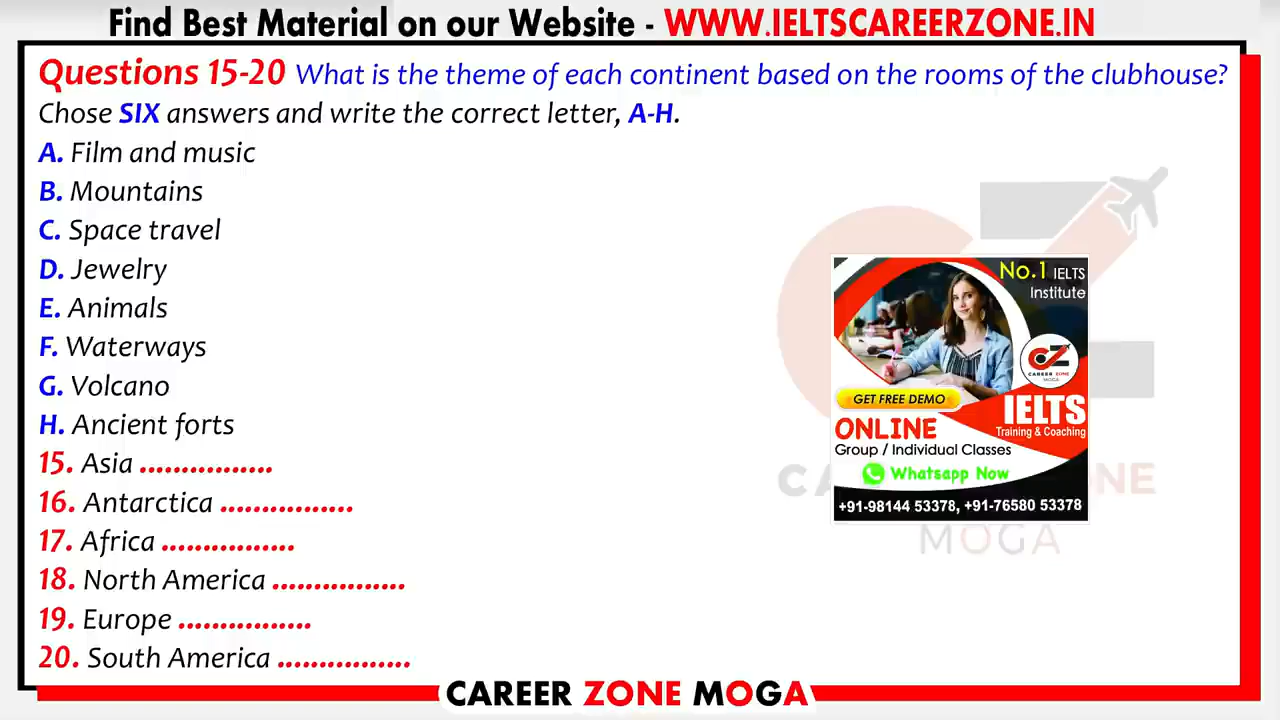 Find Best Material on our Website - WWW.IELTSCAREERZONE.IN
Questions 15-20 What is the theme of each continent based on the rooms of the clubhouse?
Chose SIX answers and write the correct letter, A-H.
A. Film and music
B. Mountains
C. Space travel
D. Jewelry
E. Animals
F. Waterways
G. Volcano
H. Ancient forts
15. Asia ................
16. Antarctica ................
17. Africa ................
18. North America ................
19. Europe ................
20. South America ................
No.1 IELTS
Institute
CAREER ZONE
MOGA
GET FREE DEMO
IELTS
Training & Coaching
ONLINE
Group / Individual Classes
Whatsapp Now
+91-98144 53378, +91-76580 53378
MOGA
CAREER ZONE MOGA